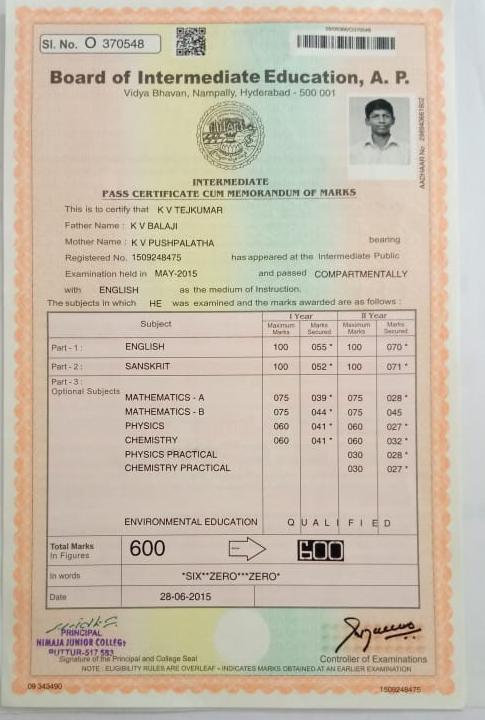 Sl. No. O 370548
Board of Intermediate Education, A. P.
Vidya Bhavan, Nampally, Hyderabad - 500 001
AADHAAR No : 298940661802
INTERMEDIATE
PASS CERTIFICATE CUM MEMORANDUM OF MARKS
This is to certify that K V TEJKUMAR
Father Name : K V BALAJI
Mother Name : K V PUSHPALATHA bearing
Registered No. 1509248475 has appeared at the Intermediate Public
Examination held in MAY-2015 and passed COMPARTMENTALLY
with ENGLISH as the medium of Instruction.
The subjects in which HE was examined and the marks awarded are as follows :
Subject I Year II Year
Maximum Marks Marks Secured Maximum Marks Marks Secured
Part - 1 : ENGLISH 100 055 * 100 070 *
Part - 2 : SANSKRIT 100 052 * 100 071 *
Part - 3 :
Optional Subjects
MATHEMATICS - A 075 039 * 075 028 *
MATHEMATICS - B 075 044 * 075 045
PHYSICS 060 041 * 060 027 *
CHEMISTRY 060 041 * 060 032 *
PHYSICS PRACTICAL 030 028 *
CHEMISTRY PRACTICAL 030 027 *
ENVIRONMENTAL EDUCATION Q U A L I F I E D
Total Marks In Figures 600 600
In words *SIX**ZERO***ZERO*
Date 28-06-2015
PRINCIPAL
NIMAJA JUNIOR COLLEGE
PUTTUR-517 583
Signature of the Principal and College Seal Controller of Examinations
NOTE : ELIGIBILITY RULES ARE OVERLEAF * INDICATES MARKS OBTAINED AT AN EARLIER EXAMINATION
09 343490 1509248475